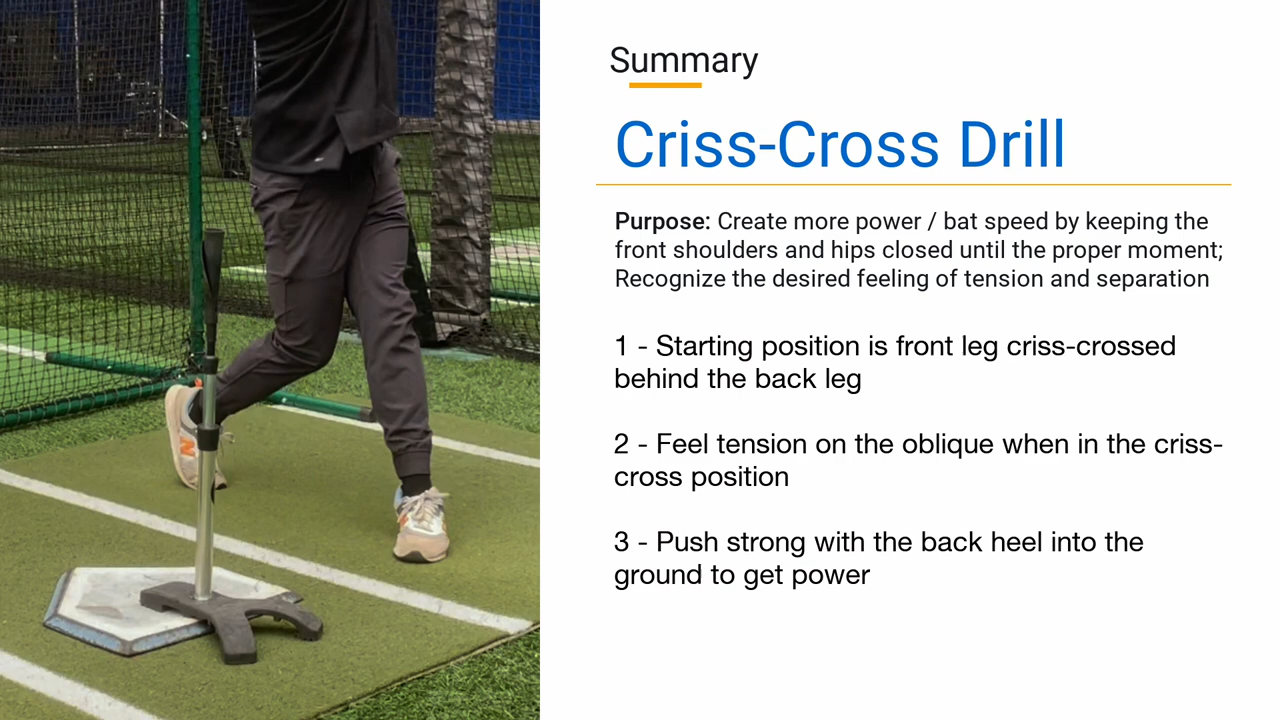 Summary
Criss-Cross Drill
Purpose: Create more power / bat speed by keeping the
front shoulders and hips closed until the proper moment;
Recognize the desired feeling of tension and separation
1 - Starting position is front leg criss-crossed
behind the back leg
2 - Feel tension on the oblique when in the criss-
cross position
3 - Push strong with the back heel into the
ground to get power